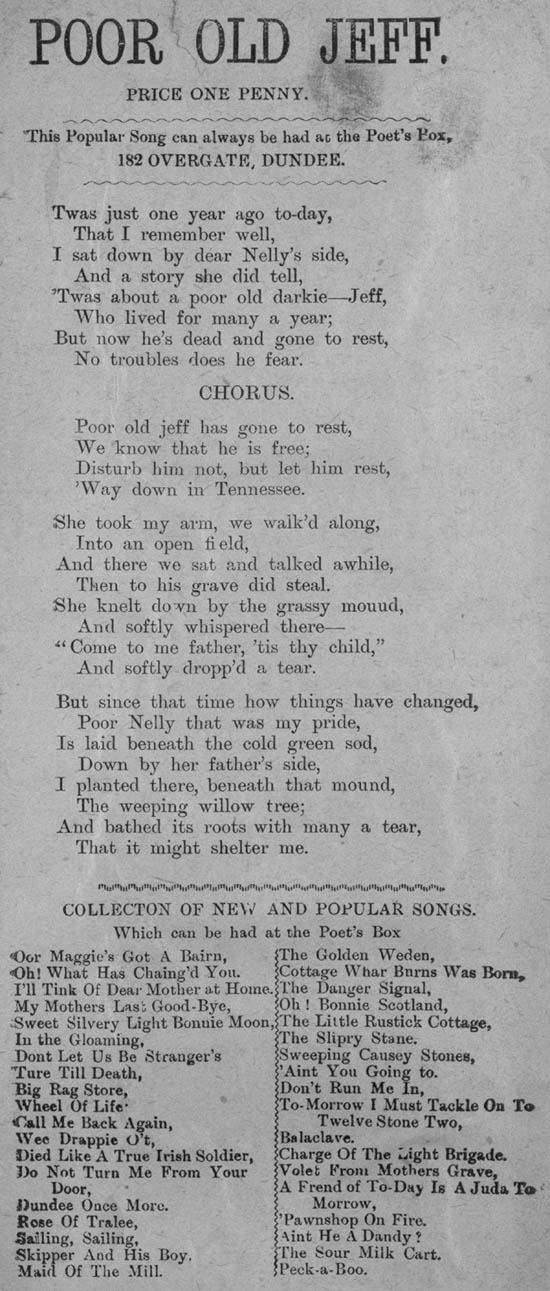 POOR OLD JEFF.
PRICE ONE PENNY.
This Popular Song can always be had at the Poet's Box,
182 OVERGATE, DUNDEE.
Twas just one year ago to-day,
That I remember well,
I sat down by dear Nelly's side,
And a story she did tell,
'Twas about a poor old darkie—Jeff,
Who lived for many a year;
But now he's dead and gone to rest,
No troubles does he fear.
CHORUS.
Poor old jeff has gone to rest,
We know that he is free;
Disturb him not, but let him rest,
'Way down in Tennessee.
She took my arm, we walk'd along,
Into an open field,
And there we sat and talked awhile,
Then to his grave did steal.
She knelt down by the grassy mouud,
And softly whispered there—
"Come to me father, 'tis thy child,"
And softly dropp'd a tear.
But since that time how things have changed,
Poor Nelly that was my pride,
Is laid beneath the cold green sod,
Down by her father's side,
I planted there, beneath that mound,
The weeping willow tree;
And bathed its roots with many a tear,
That it might shelter me.
COLLECTON OF NEW AND POPULAR SONGS.
Which can be had at the Poet's Box
Oor Maggie's Got A Bairn,
Oh! What Has Chaing'd You.
I'll Tink Of Dear Mother at Home.
My Mothers Last Good-Bye,
Sweet Silvery Light Bonnie Moon,
In the Gloaming,
Dont Let Us Be Stranger's
'Ture Till Death,
Big Rag Store,
Wheel Of Life
Call Me Back Again,
Wee Drappie O't,
Died Like A True Irish Soldier,
Do Not Turn Me From Your
Door,
Dundee Once More.
Rose Of Tralee,
Sailing, Sailing,
Skipper And His Boy.
Maid Of The Mill.
The Golden Weden,
Cottage Whar Burns Was Born,
The Danger Signal,
Oh! Bonnie Scotland,
The Little Rustick Cottage,
The Slipry Stane.
Sweeping Causey Stones,
'Aint You Going to.
Don't Run Me In,
To-Morrow I Must Tackle On To
Twelve Stone Two,
Balaclave.
Charge Of The Light Brigade.
Volet From Mothers Grave,
A Frend of To-Day Is A Juda To
Morrow,
'Pawnshop On Fire.
Aint He A Dandy?
The Sour Milk Cart.
Peck-a-Boo.